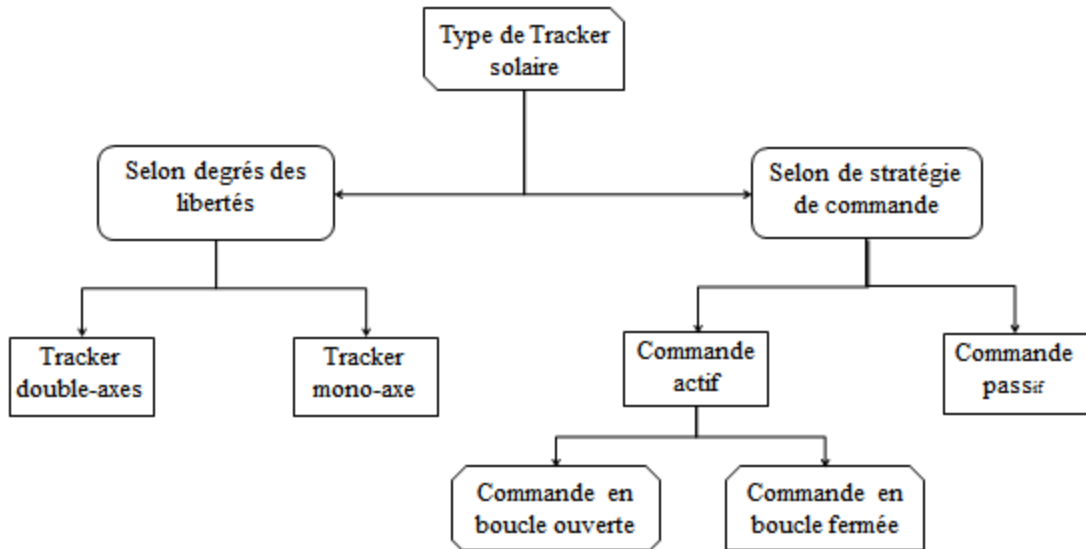 Type de Tracker
solaire
Selon degrés des
libertés
Selon de stratégie
de commande
Tracker
double-axes
Tracker
mono-axe
Commande
actif
Commande
passif
Commande en
boucle ouverte
Commande en
boucle fermée